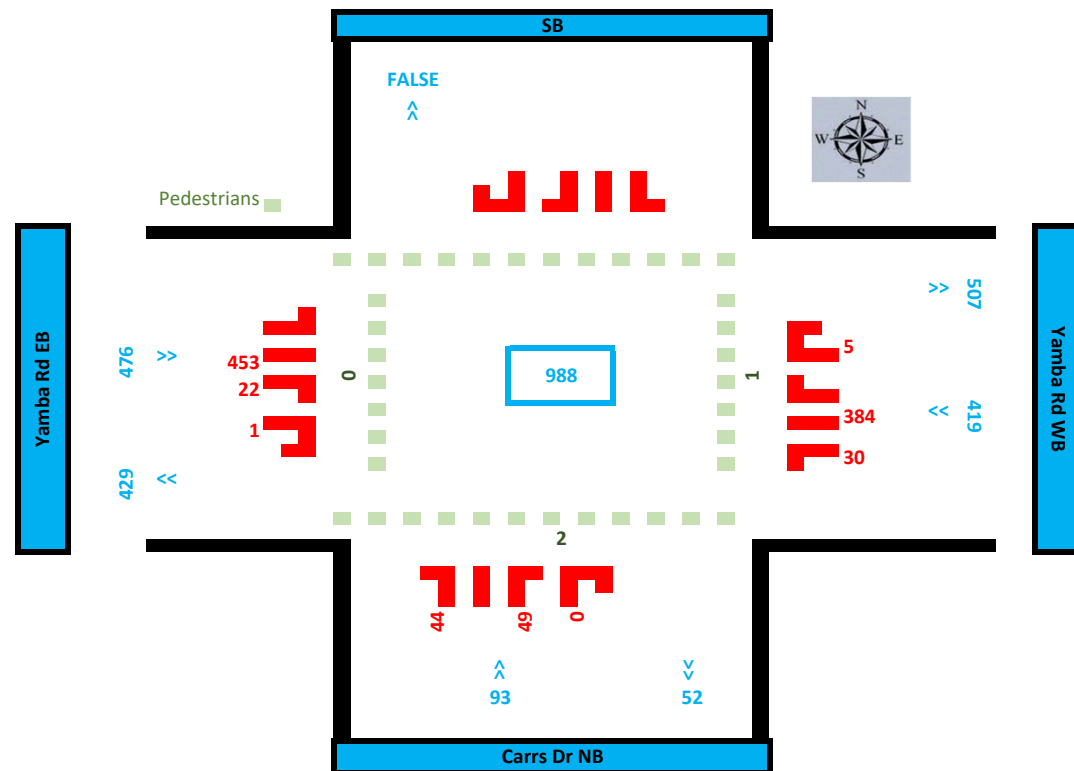 SB
FALSE
>>
N
W E
S
Pedestrians
Yamba Rd EB
476 >>
453
22
1
429 <<
0
988
1
>> 507
5
384
30
<< 419
Yamba Rd WB
2
44
49
0
>>
93
>>
52
Carrs Dr NB